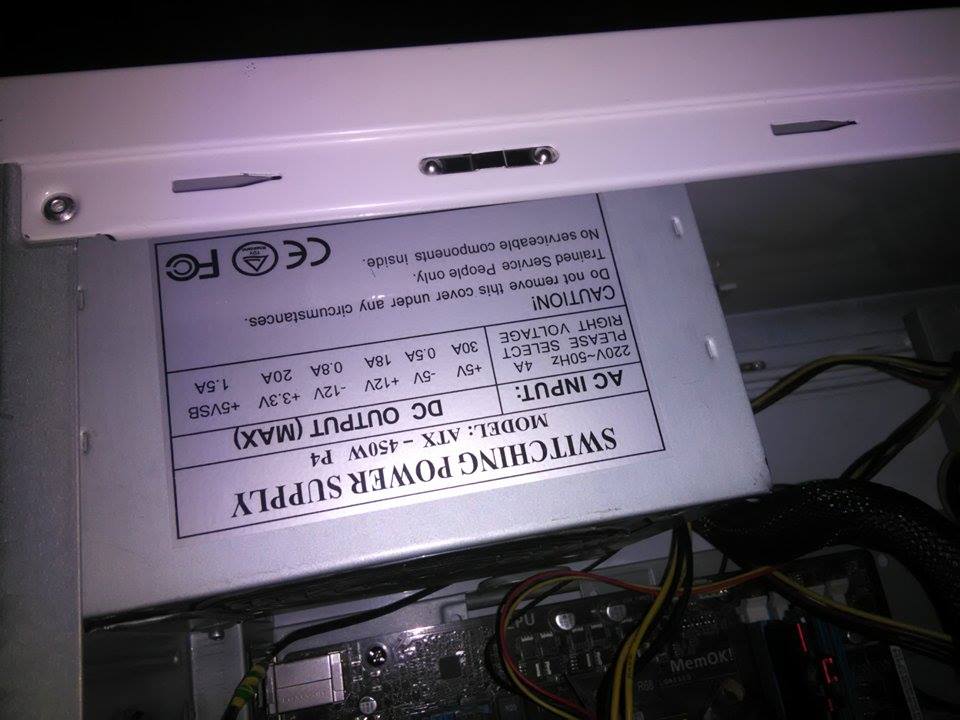 SWITCHING POWER SUPPLY
MODEL: ATX – 450W P4
AC INPUT:
220V~50Hz 4A
PLEASE SELECT
RIGHT VOLTAGE
DC OUTPUT (MAX)
+5V -5V +12V -12V +3.3V +5VSB
30A 0.5A 18A 0.8A 20A 1.5A
CAUTION!
Do not remove this cover under any circumstances.
Trained Service People only.
No serviceable components inside.
CE
FC
MemOK!